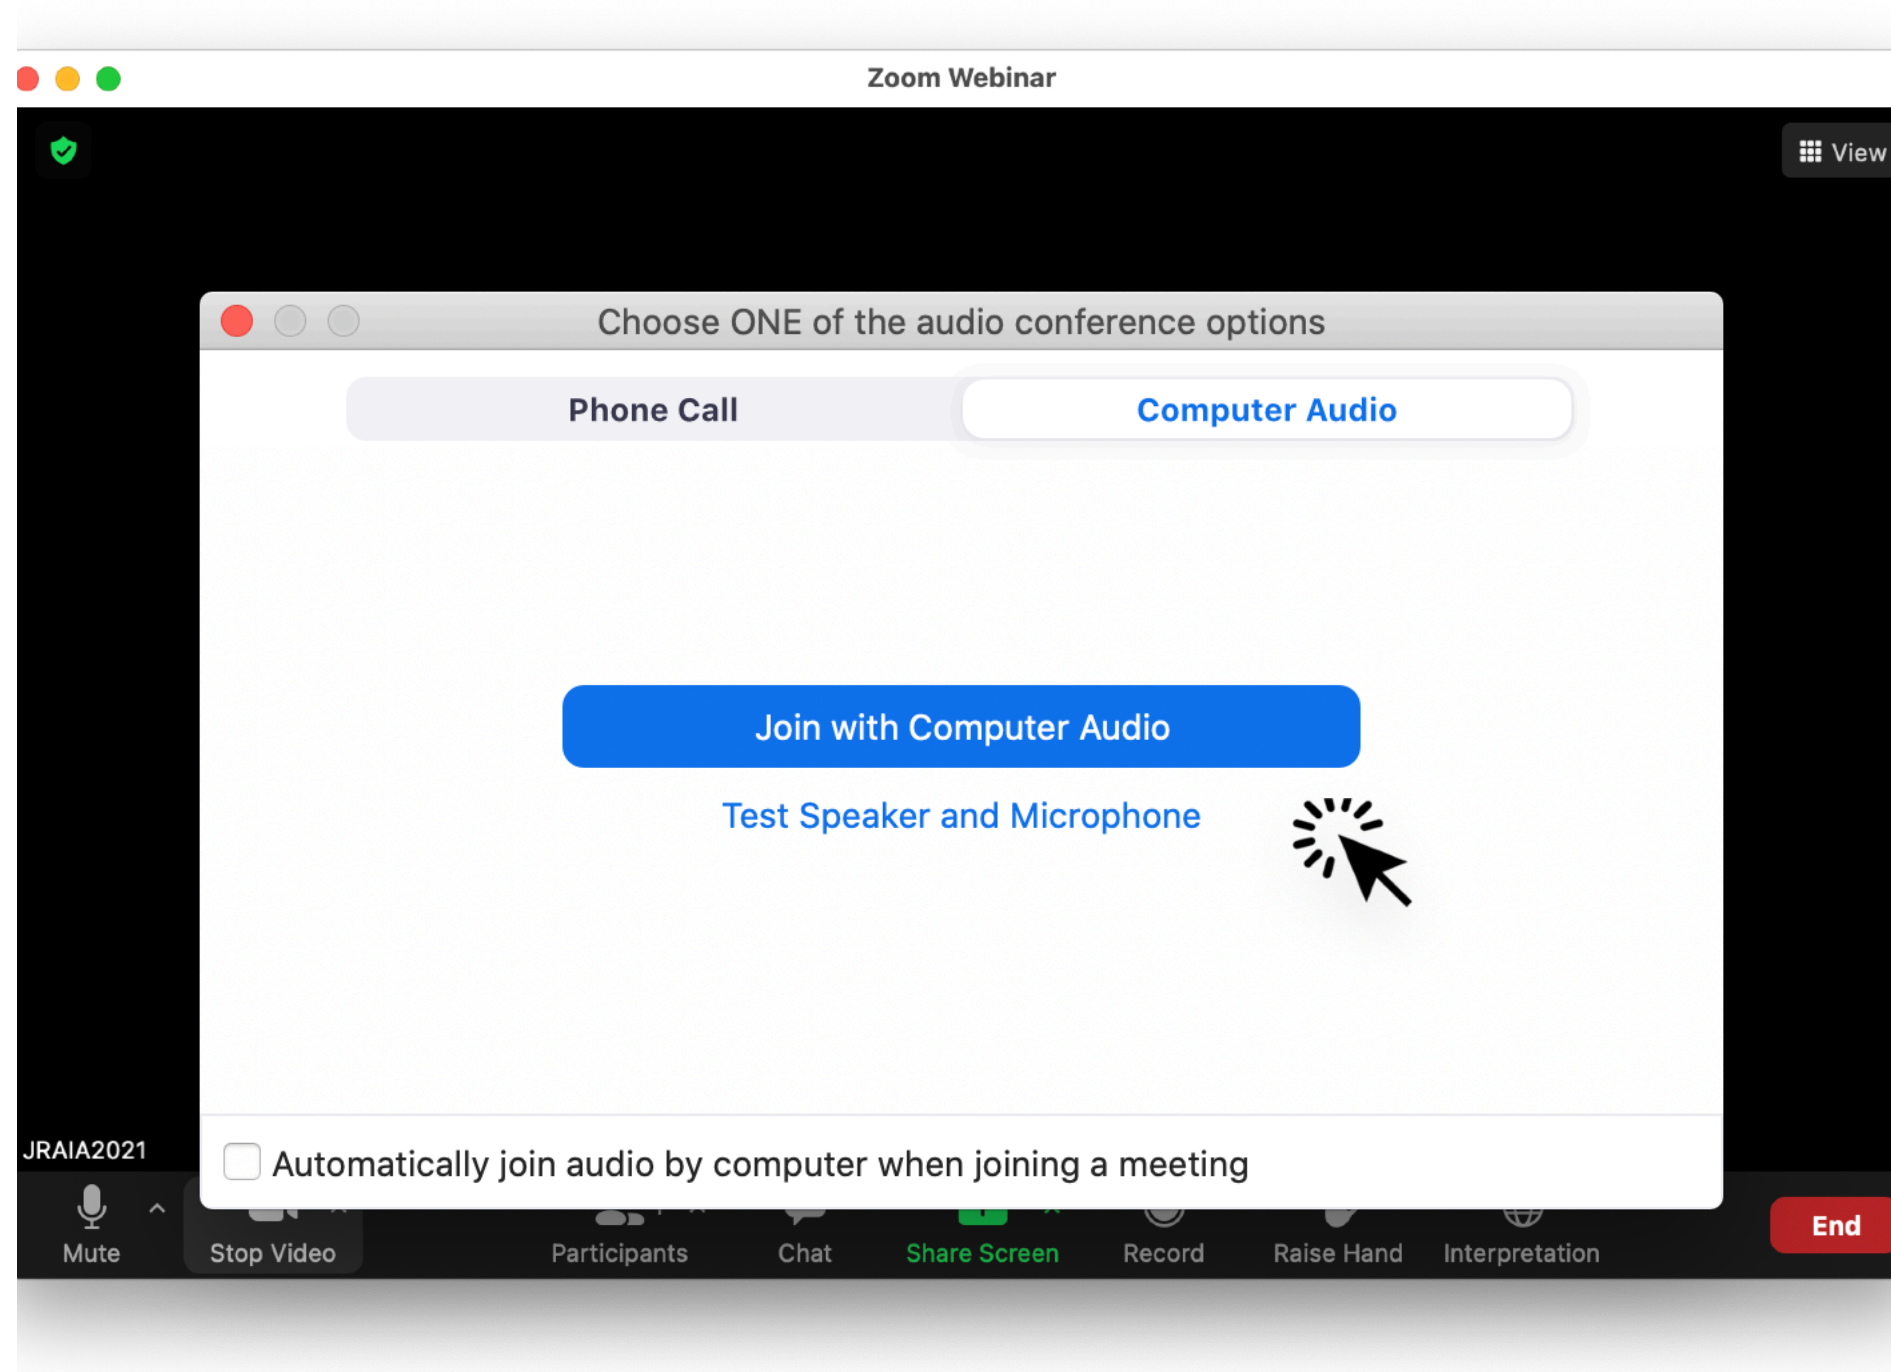 Zoom Webinar
View
Choose ONE of the audio conference options
Phone Call
Computer Audio
Join with Computer Audio
Test Speaker and Microphone
Automatically join audio by computer when joining a meeting
JRAIA2021
Mute
Stop Video
Participants
Chat
Share Screen
Record
Raise Hand
Interpretation
End